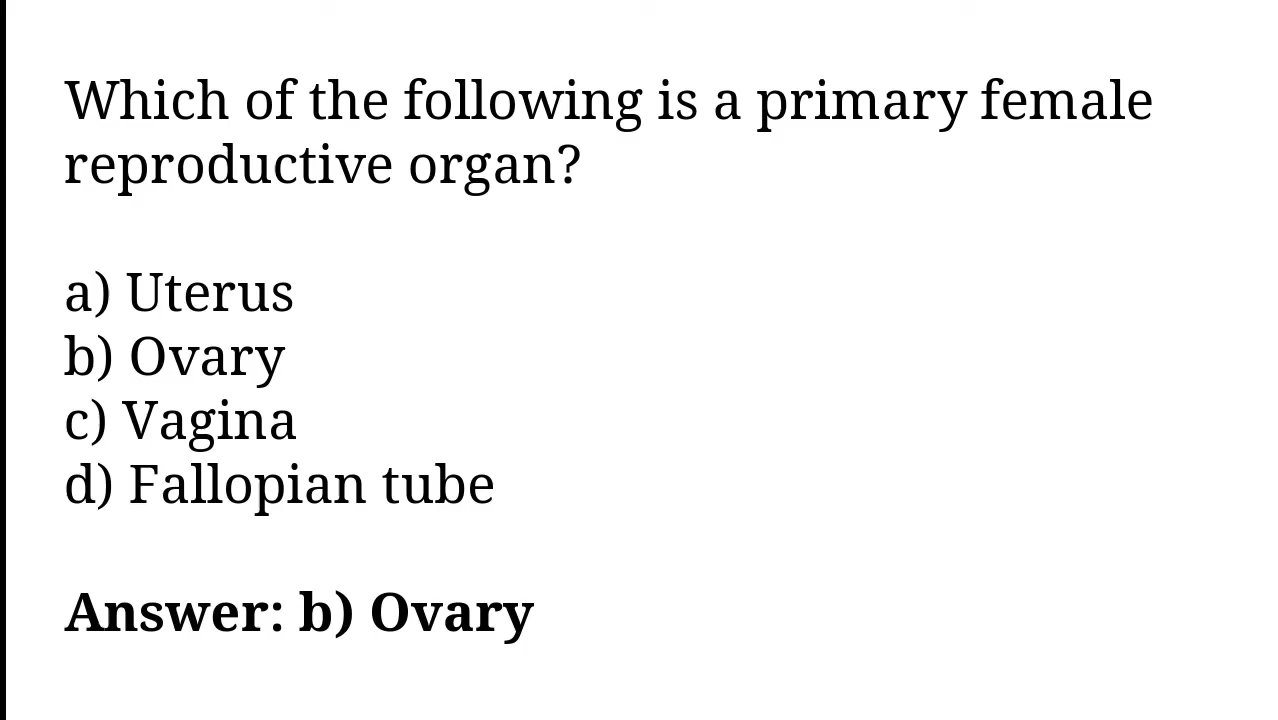 Which of the following is a primary female
reproductive organ?
a) Uterus
b) Ovary
c) Vagina
d) Fallopian tube
Answer: b) Ovary